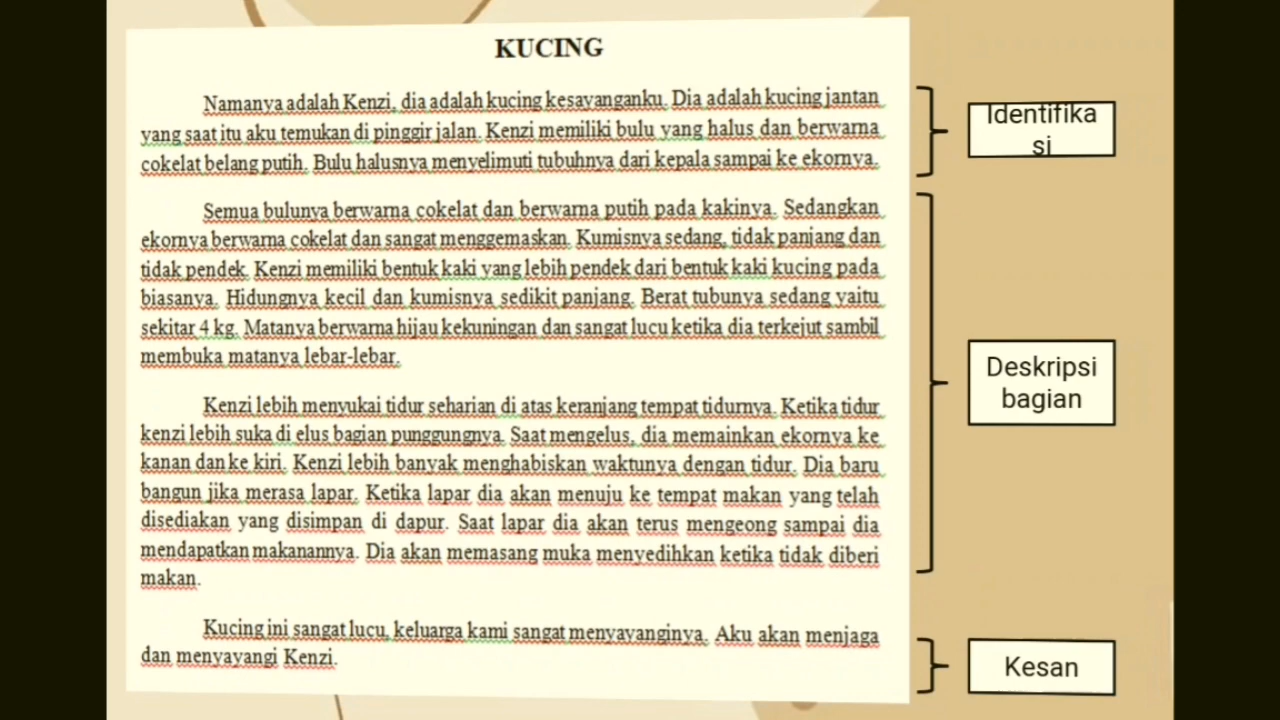 KUCING
Namanya adalah Kenzi, dia adalah kucing kesayanganku. Dia adalah kucing jantan
yang saat itu aku temukan di pinggir jalan. Kenzi memiliki bulu yang halus dan berwarna
cokelat belang putih. Bulu halusnya menyelimuti tubuhnya dari kepala sampai ke ekornya.
Semua bulunya berwarna cokelat dan berwarna putih pada kakinya. Sedangkan
ekornya berwarna cokelat dan sangat menggemaskan. Kumisnya sedang, tidak panjang dan
tidak pendek. Kenzi memiliki bentuk kaki yang lebih pendek dari bentuk kaki kucing pada
biasanya. Hidungnya kecil dan kumisnya sedikit panjang. Berat tubunya sedang yaitu
sekitar 4 kg. Matanya berwarna hijau kekuningan dan sangat lucu ketika dia terkejut sambil
membuka matanya lebar-lebar.
Kenzi lebih menyukai tidur seharian di atas keranjang tempat tidurnya. Ketika tidur
kenzi lebih suka di elus bagian punggungnya. Saat mengelus, dia memainkan ekornya ke
kanan dan ke kiri. Kenzi lebih banyak menghabiskan waktunya dengan tidur. Dia baru
bangun jika merasa lapar. Ketika lapar dia akan menuju ke tempat makan yang telah
disediakan yang disimpan di dapur. Saat lapar dia akan terus mengeong sampai dia
mendapatkan makanannya. Dia akan memasang muka menyedihkan ketika tidak diberi
makan.
Kucing ini sangat lucu, keluarga kami sangat menyayanginya. Aku akan menjaga
dan menyayangi Kenzi.
Identifika
si
Deskripsi
bagian
Kesan